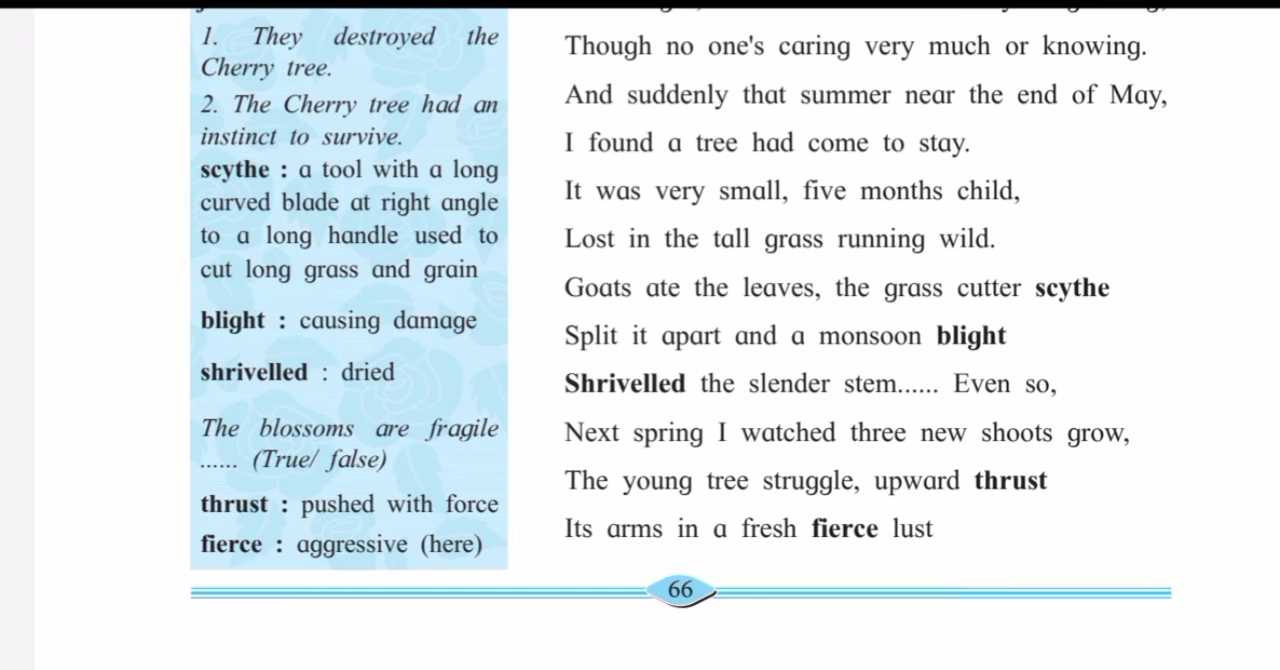 1. They destroyed the
Cherry tree.
2. The Cherry tree had an
instinct to survive.
scythe : a tool with a long
curved blade at right angle
to a long handle used to
cut long grass and grain
blight : causing damage
shrivelled : dried
The blossoms are fragile
...... (True/ false)
thrust : pushed with force
fierce : aggressive (here)
Though no one's caring very much or knowing.
And suddenly that summer near the end of May,
I found a tree had come to stay.
It was very small, five months child,
Lost in the tall grass running wild.
Goats ate the leaves, the grass cutter scythe
Split it apart and a monsoon blight
Shrivelled the slender stem...... Even so,
Next spring I watched three new shoots grow,
The young tree struggle, upward thrust
Its arms in a fresh fierce lust
66